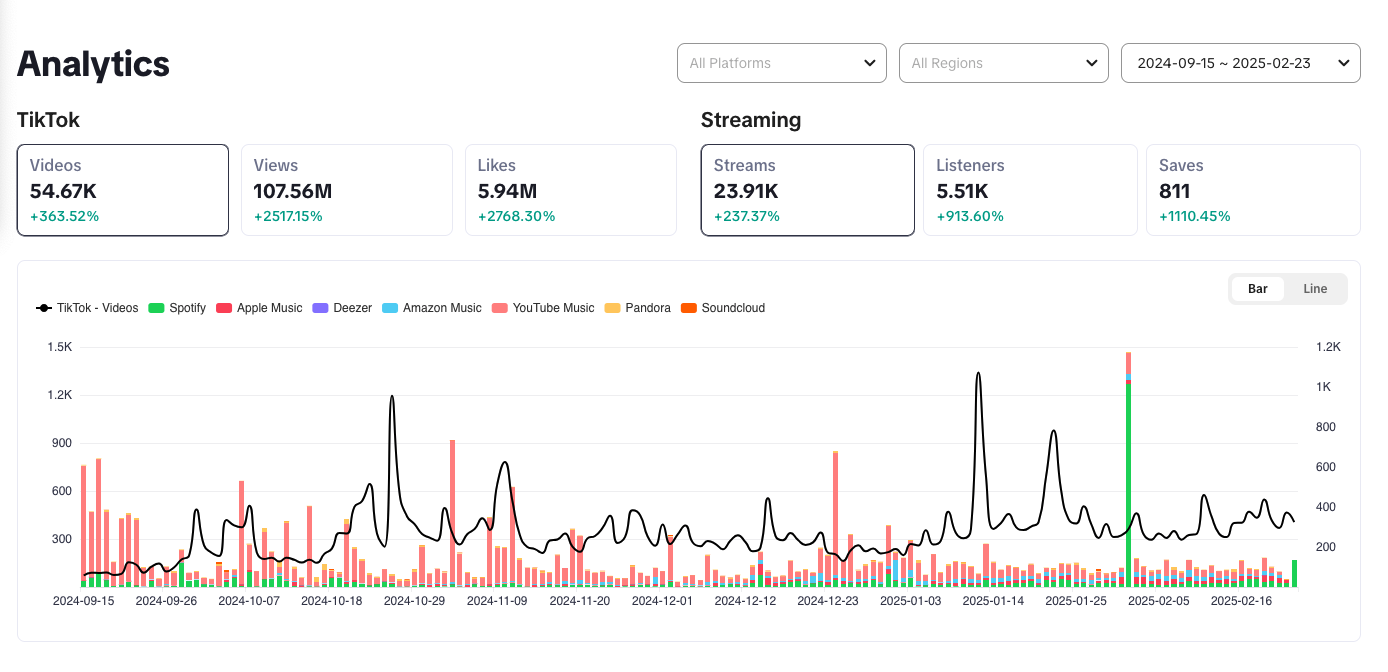 Analytics
All Platforms
All Regions
2024-09-15 ~ 2025-02-23
TikTok
Videos
54.67K
+363.52%
Views
107.56M
+2517.15%
Likes
5.94M
+2768.30%
Streaming
Streams
23.91K
+237.37%
Listeners
5.51K
+913.60%
Saves
811
+1110.45%
Bar Line
TikTok - Videos Spotify Apple Music Deezer Amazon Music YouTube Music Pandora Soundcloud
1.5K
1.2K
900
600
300
1.2K
1K
800
600
400
200
2024-09-15 2024-09-26 2024-10-07 2024-10-18 2024-10-29 2024-11-09 2024-11-20 2024-12-01 2024-12-12 2024-12-23 2025-01-03 2025-01-14 2025-01-25 2025-02-05 2025-02-16